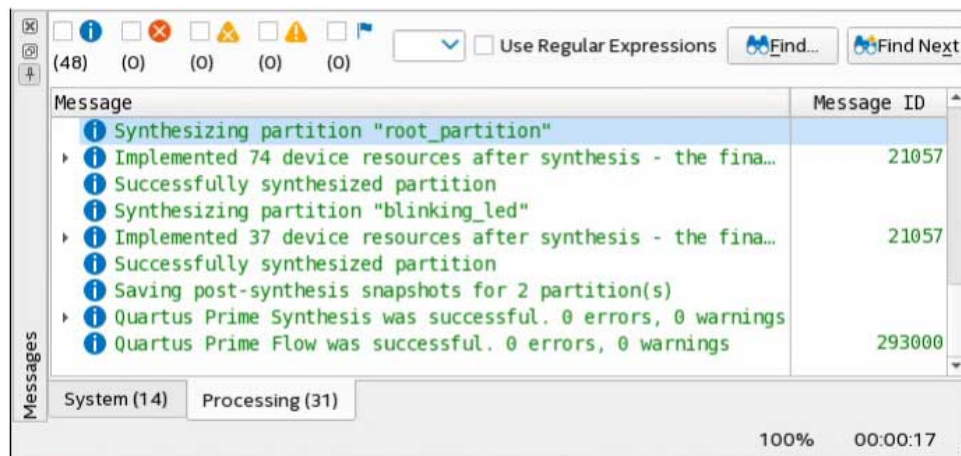 (48) (0) (0) (0) (0) Use Regular Expressions Find... Find Next
Message Message ID
Synthesizing partition "root_partition"
Implemented 74 device resources after synthesis - the fina... 21057
Successfully synthesized partition
Synthesizing partition "blinking_led"
Implemented 37 device resources after synthesis - the fina... 21057
Successfully synthesized partition
Saving post-synthesis snapshots for 2 partition(s)
Quartus Prime Synthesis was successful. 0 errors, 0 warnings
Quartus Prime Flow was successful. 0 errors, 0 warnings 293000
Messages
System (14) Processing (31)
100% 00:00:17